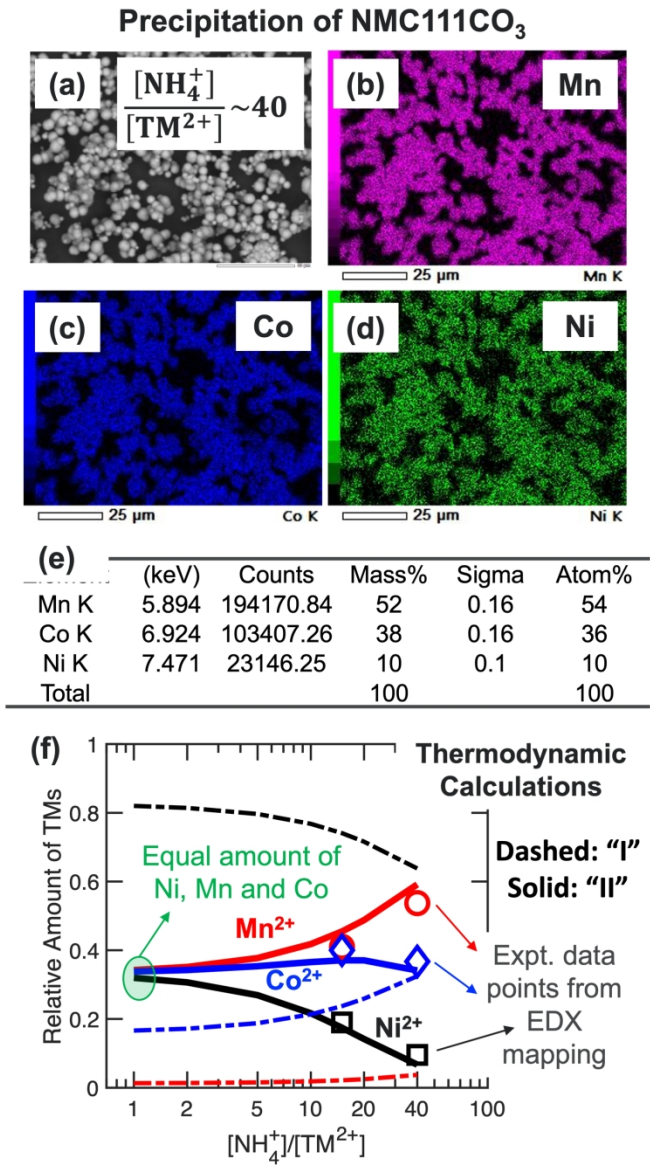 Precipitation of NMC111CO₃
(a)
[NH₄⁺]
[TM²⁺]
~40
(b)
Mn
25 μm
Mn K
(c)
Co
25 μm
Co K
(d)
Ni
25 μm
Ni K
(e)
(keV) Counts Mass% Sigma Atom%
Mn K 5.894 194170.84 52 0.16 54
Co K 6.924 103407.26 38 0.16 36
Ni K 7.471 23146.25 10 0.1 10
Total 100 100
(f)
Relative Amount of TMs
1
0.8
0.6
0.4
0.2
0
Thermodynamic
Calculations
Dashed: “I”
Solid: “II”
Equal amount of
Ni, Mn and Co
Mn²⁺
Co²⁺
Ni²⁺
Expt. data
points from
EDX
mapping
1 2 5 10 20 40 100
[NH₄⁺]/[TM²⁺]